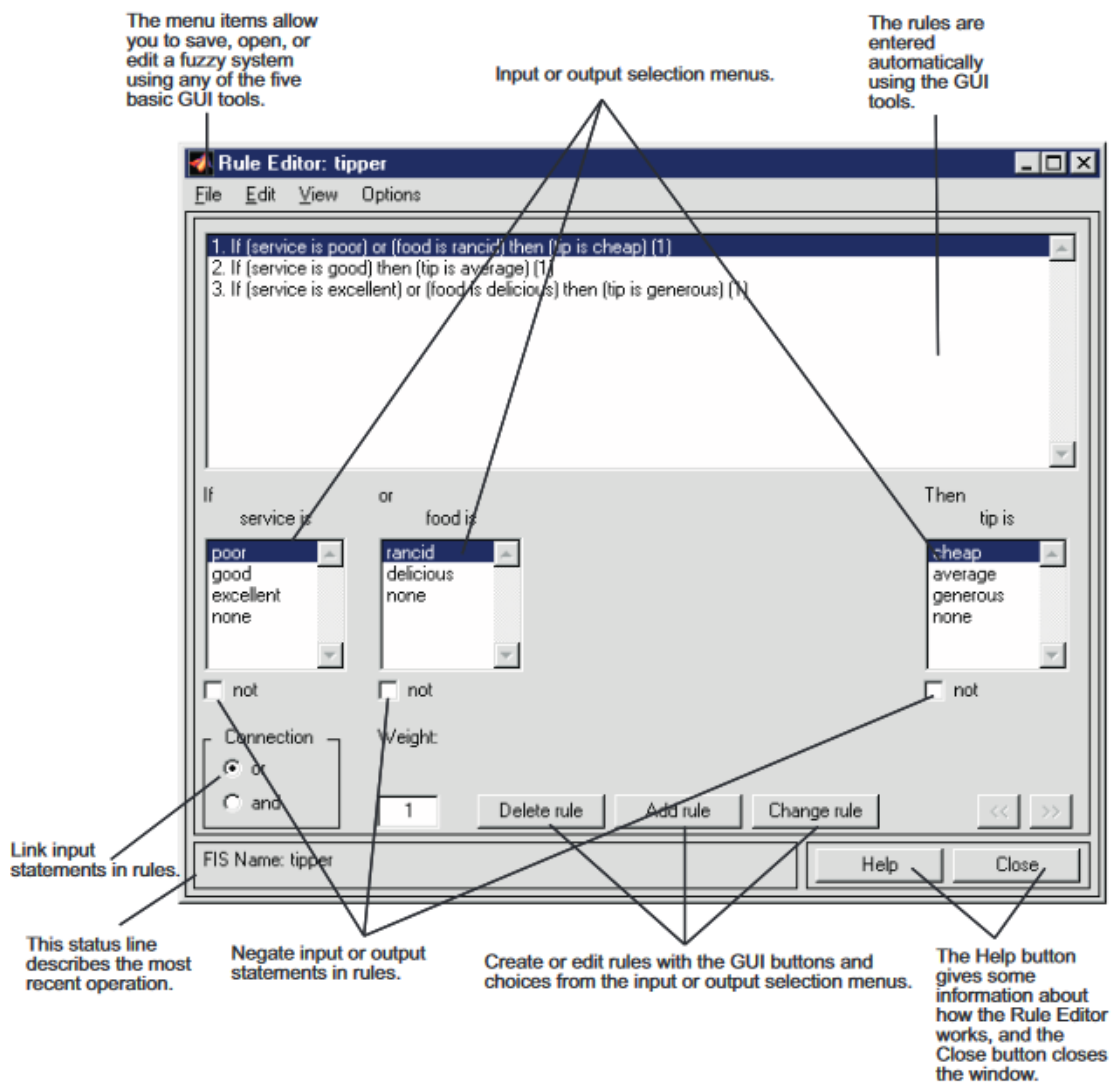 The menu items allow
you to save, open, or
edit a fuzzy system
using any of the five
basic GUI tools.
Input or output selection menus.
The rules are
entered
automatically
using the GUI
tools.
Rule Editor: tipper
File Edit View Options
1. If (service is poor) or (food is rancid) then (tip is cheap) (1)
2. If (service is good) then (tip is average) (1)
3. If (service is excellent) or (food is delicious) then (tip is generous) (1)
If or Then
service is food is tip is
poor rancid cheap
good delicious average
excellent none generous
none none
not not not
Connection Weight:
or
and 1 Delete rule Add rule Change rule << >>
FIS Name: tipper Help Close
Link input
statements in rules.
This status line
describes the most
recent operation.
Negate input or output
statements in rules.
Create or edit rules with the GUI buttons and
choices from the input or output selection menus.
The Help button
gives some
information about
how the Rule Editor
works, and the
Close button closes
the window.